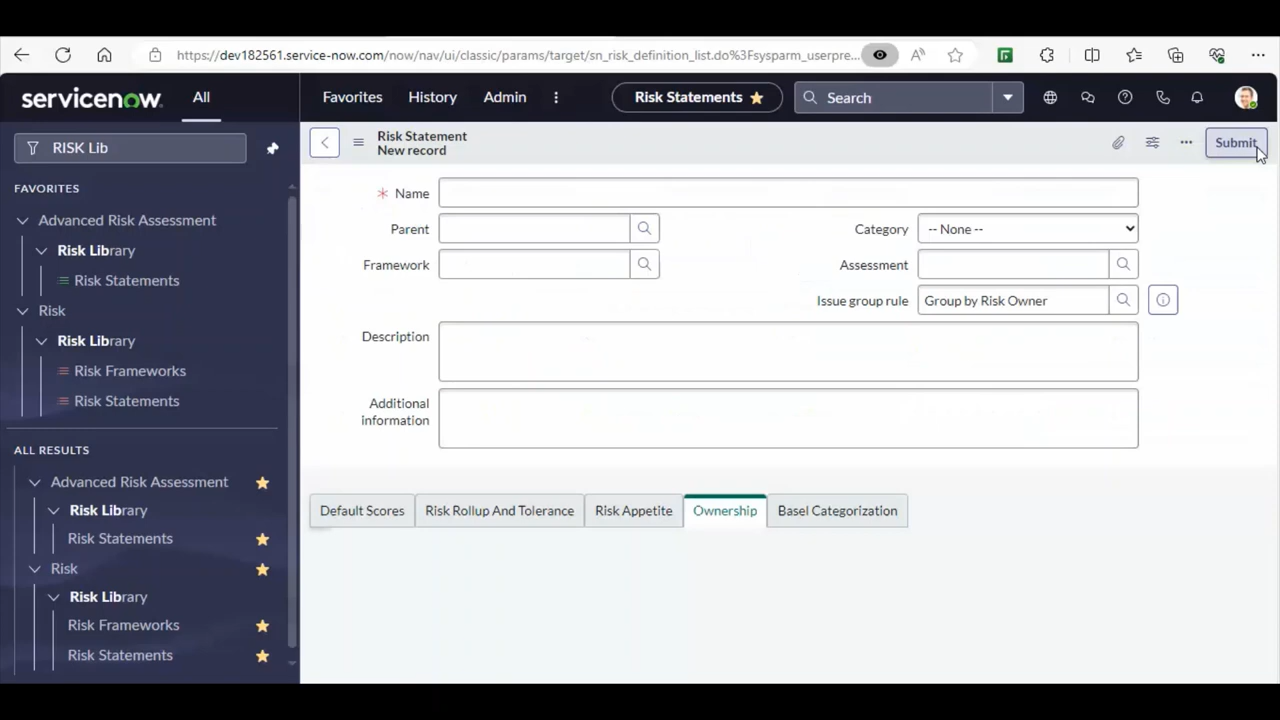 https://dev182561.service-now.com/now/nav/ui/classic/params/target/sn_risk_definition_list.do%3Fsysparm_userpre...
servicenow.
All
Favorites
History
Admin
Risk Statements
Search
RISK Lib
FAVORITES
Advanced Risk Assessment
Risk Library
Risk Statements
Risk
Risk Library
Risk Frameworks
Risk Statements
ALL RESULTS
Advanced Risk Assessment
Risk Library
Risk Statements
Risk
Risk Library
Risk Frameworks
Risk Statements
Risk Statement
New record
Submit
* Name
Parent
Category
-- None --
Framework
Assessment
Issue group rule
Group by Risk Owner
Description
Additional
information
Default Scores
Risk Rollup And Tolerance
Risk Appetite
Ownership
Basel Categorization